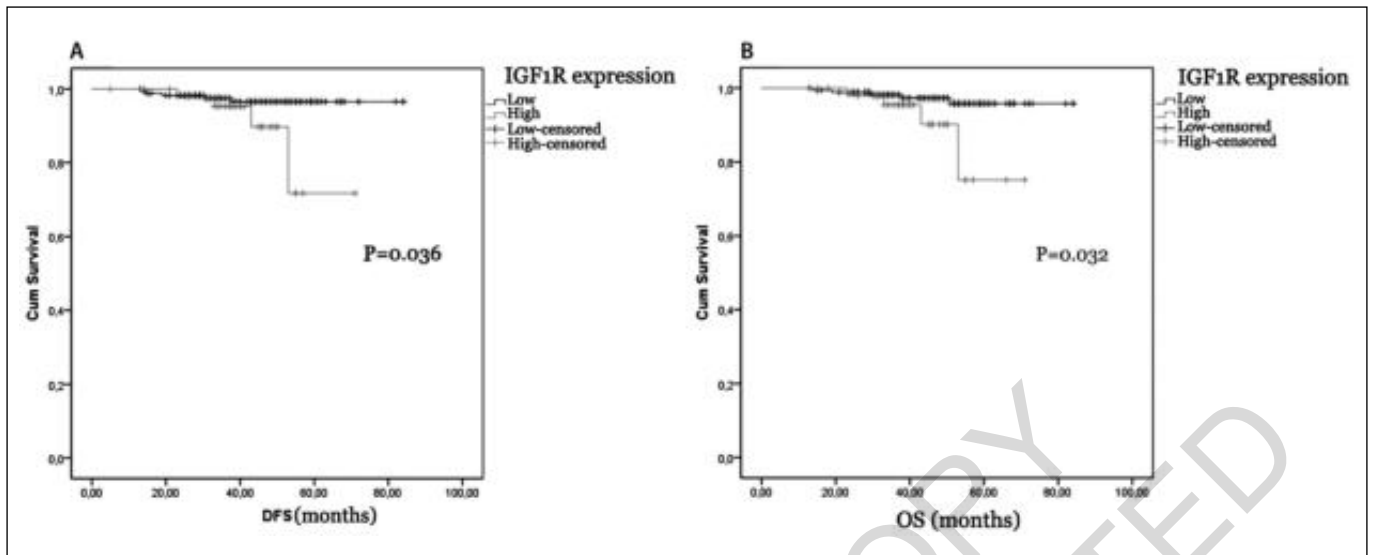 A
IGF1R expression
Low
High
Low-censored
High-censored
1,0
0,8
0,6
0,4
0,2
0,0
Cum Survival
P=0.036
0,00 20,00 40,00 60,00 80,00 100,00
DFS (months)
B
IGF1R expression
Low
High
Low-censored
High-censored
1,0
0,8
0,6
0,4
0,2
0,0
Cum Survival
P=0.032
0,00 20,00 40,00 60,00 80,00 100,00
OS (months)
OPY
TED